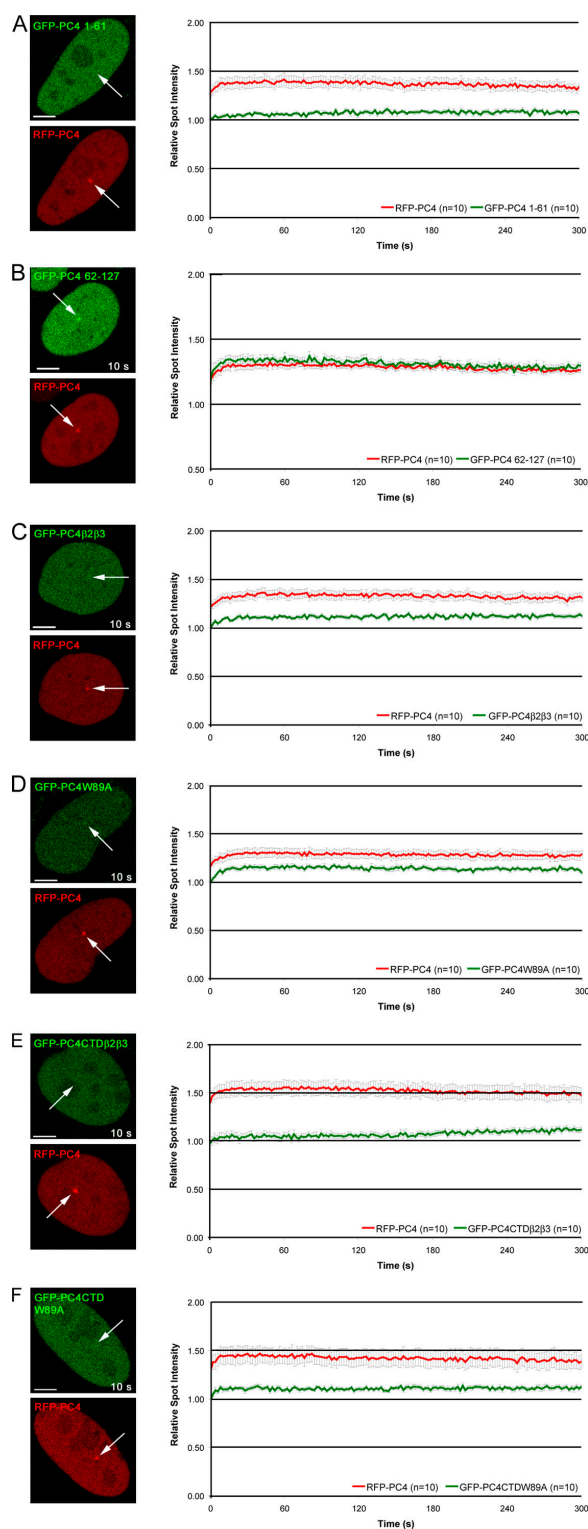 A
GFP-PC4 1-61
RFP-PC4
Relative Spot Intensity
2.00
1.50
1.00
0.50
0.00
RFP-PC4 (n=10) GFP-PC4 1-61 (n=10)
0 60 120 180 240 300
Time (s)
B
GFP-PC4 62-127
10 s
RFP-PC4
Relative Spot Intensity
2.00
1.50
1.00
0.50
RFP-PC4 (n=10) GFP-PC4 62-127 (n=10)
0 60 120 180 240 300
Time (s)
C
GFP-PC4β2β3
10 s
RFP-PC4
Relative Spot Intensity
2.00
1.50
1.00
0.50
0.00
RFP-PC4 (n=10) GFP-PC4β2β3 (n=10)
0 60 120 180 240 300
Time (s)
D
GFP-PC4W89A
10 s
RFP-PC4
Relative Spot Intensity
2.00
1.50
1.00
0.50
0.00
RFP-PC4 (n=10) GFP-PC4W89A (n=10)
0 60 120 180 240 300
Time (s)
E
GFP-PC4CTDβ2β3
10 s
RFP-PC4
Relative Spot Intensity
2.00
1.50
1.00
0.50
0.00
RFP-PC4 (n=10) GFP-PC4CTDβ2β3 (n=10)
0 60 120 180 240 300
Time (s)
F
GFP-PC4CTD
W89A
10 s
RFP-PC4
Relative Spot Intensity
2.00
1.50
1.00
0.50
0.00
RFP-PC4 (n=10) GFP-PC4CTDW89A (n=10)
0 60 120 180 240 300
Time (s)